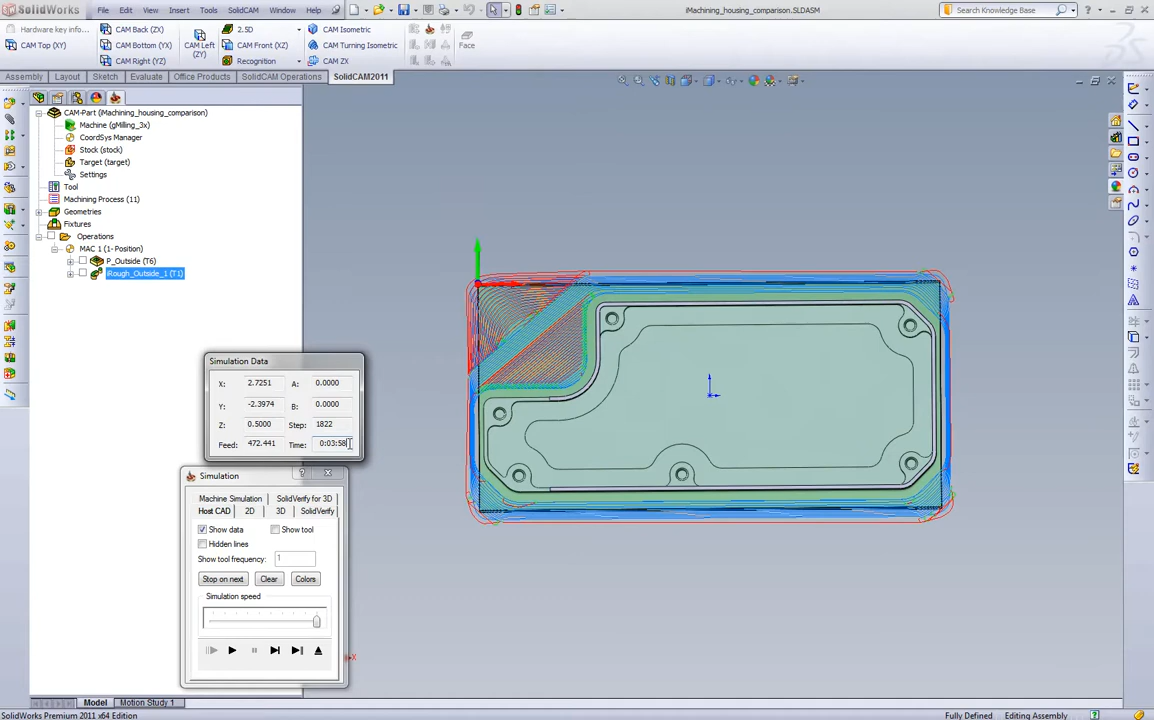 SolidWorks
File Edit View Insert Tools SolidCAM Window Help
iMachining_housing_comparison.SLDASM
Search Knowledge Base
Hardware key info...
CAM Top (XY)
CAM Back (ZX)
CAM Bottom (YX)
CAM Right (YZ)
CAM Left
(ZY)
2.5D
CAM Front (XZ)
Recognition
CAM Isometric
CAM Turning Isometric
CAM ZX
Face
Assembly Layout Sketch Evaluate Office Products SolidCAM Operations SolidCAM2011
CAM-Part (iMachining_housing_comparison)
Machine (gMilling_3x)
CoordSys Manager
Stock (stock)
Target (target)
Settings
Tool
Machining Process (11)
Geometries
Fixtures
Operations
MAC 1 (1- Position)
P_Outside (T6)
iRough_Outside_1 (T1)
Simulation Data
X: 2.7251 A: 0.0000
Y: -2.3974 B: 0.0000
Z: 0.5000 Step: 1822
Feed: 472.441 Time: 0:03:58
Simulation
Machine Simulation SolidVerify for 3D
Host CAD 2D 3D SolidVerify
Show data Show tool
Hidden lines
Show tool frequency: 1
Stop on next Clear Colors
Simulation speed
X
Model Motion Study 1
SolidWorks Premium 2011 x64 Edition
Fully Defined Editing Assembly